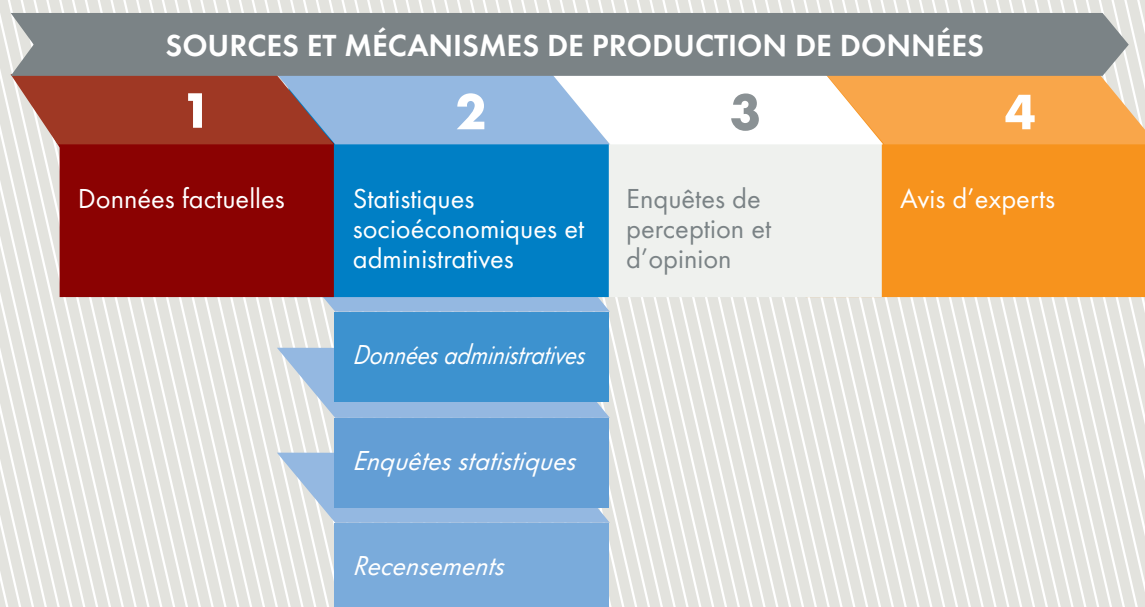 SOURCES ET MÉCANISMES DE PRODUCTION DE DONNÉES
1
Données factuelles
2
Statistiques
socioéconomiques et
administratives
Données administratives
Enquêtes statistiques
Recensements
3
Enquêtes de
perception et
d’opinion
4
Avis d’experts